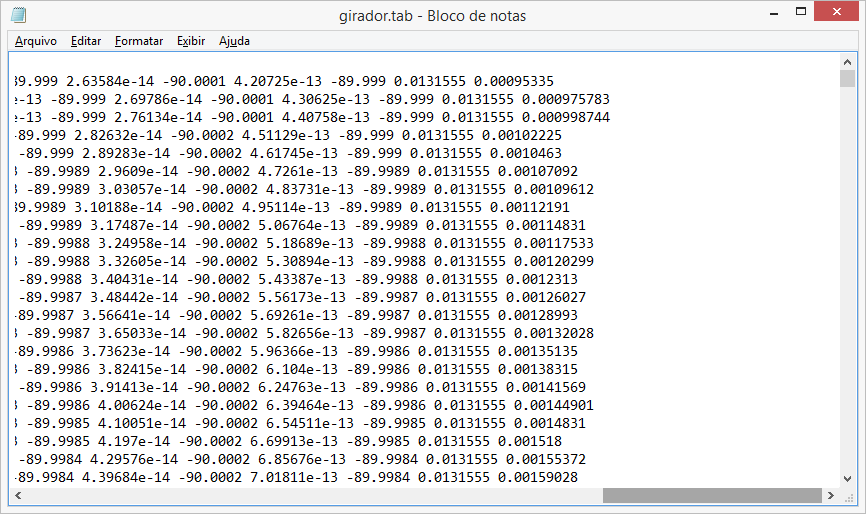 girador.tab - Bloco de notas
Arquivo Editar Formatar Exibir Ajuda
39.999 2.63584e-14 -90.0001 4.20725e-13 -89.999 0.0131555 0.00095335
e-13 -89.999 2.69786e-14 -90.0001 4.30625e-13 -89.999 0.0131555 0.000975783
e-13 -89.999 2.76134e-14 -90.0002 4.40758e-13 -89.999 0.0131555 0.000998744
-89.999 2.82632e-14 -90.0002 4.51129e-13 -89.999 0.0131555 0.00102225
-89.999 2.89283e-14 -90.0002 4.61745e-13 -89.999 0.0131555 0.0010463
3 -89.9989 2.9609e-14 -90.0002 4.7261e-13 -89.9989 0.0131555 0.00107092
3 -89.9989 3.03057e-14 -90.0002 4.83731e-13 -89.9989 0.0131555 0.00109612
39.9989 3.10188e-14 -90.0002 4.95114e-13 -89.9989 0.0131555 0.00112191
-89.9989 3.17487e-14 -90.0002 5.06764e-13 -89.9989 0.0131555 0.00114831
3 -89.9988 3.24958e-14 -90.0002 5.18689e-13 -89.9988 0.0131555 0.00117533
3 -89.9988 3.32605e-14 -90.0002 5.30894e-13 -89.9988 0.0131555 0.00120299
-89.9988 3.40431e-14 -90.0002 5.43387e-13 -89.9988 0.0131555 0.0012313
-89.9987 3.48442e-14 -90.0002 5.56173e-13 -89.9987 0.0131555 0.00126027
-89.9987 3.56641e-14 -90.0002 5.69261e-13 -89.9987 0.0131555 0.00128993
3 -89.9987 3.65033e-14 -90.0002 5.82656e-13 -89.9987 0.0131555 0.00132028
-89.9986 3.73623e-14 -90.0002 5.96366e-13 -89.9986 0.0131555 0.00135135
3 -89.9986 3.82415e-14 -90.0002 6.104e-13 -89.9986 0.0131555 0.00138315
-89.9986 3.91413e-14 -90.0002 6.24763e-13 -89.9986 0.0131555 0.00141569
3 -89.9986 4.00624e-14 -90.0002 6.39464e-13 -89.9986 0.0131555 0.00144901
3 -89.9985 4.10051e-14 -90.0002 6.54511e-13 -89.9985 0.0131555 0.0014831
3 -89.9985 4.197e-14 -90.0002 6.69913e-13 -89.9985 0.0131555 0.001518
-89.9984 4.29576e-14 -90.0002 6.85676e-13 -89.9984 0.0131555 0.00155372
-89.9984 4.39684e-14 -90.0002 7.01811e-13 -89.9984 0.0131555 0.00159028